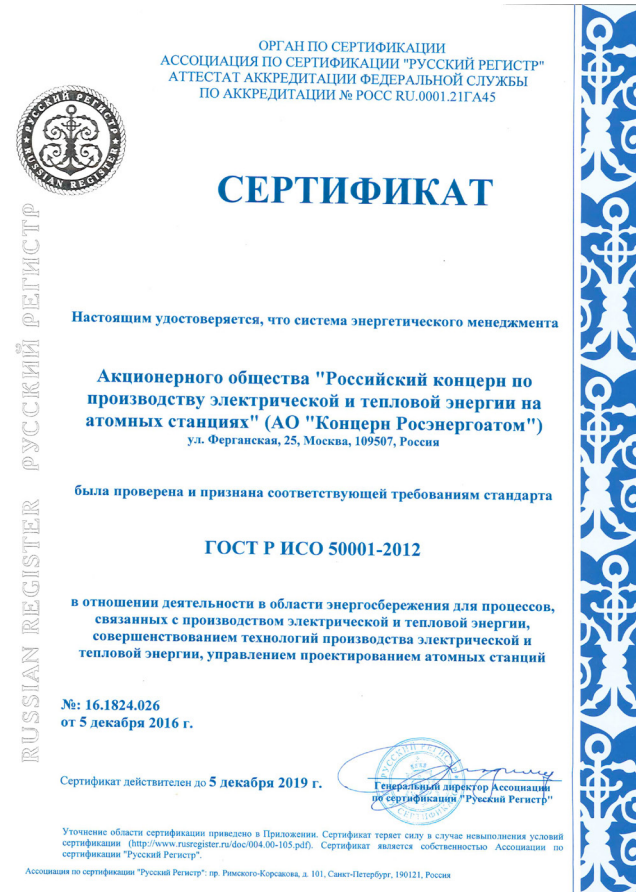 ОРГАН ПО СЕРТИФИКАЦИИ
АССОЦИАЦИЯ ПО СЕРТИФИКАЦИИ "РУССКИЙ РЕГИСТР"
АТТЕСТАТ АККРЕДИТАЦИИ ФЕДЕРАЛЬНОЙ СЛУЖБЫ
ПО АККРЕДИТАЦИИ № РОСС RU.0001.21ГА45
РУССКИЙ РЕГИСТР
RUSSIAN REGISTER
СЕРТИФИКАТ
RUSSIAN REGISTER РУССКИЙ РЕГИСТР
Настоящим удостоверяется, что система энергетического менеджмента
Акционерного общества "Российский концерн по
производству электрической и тепловой энергии на
атомных станциях" (АО "Концерн Росэнергоатом")
ул. Ферганская, 25, Москва, 109507, Россия
была проверена и признана соответствующей требованиям стандарта
ГОСТ Р ИСО 50001-2012
в отношении деятельности в области энергосбережения для процессов,
связанных с производством электрической и тепловой энергии,
совершенствованием технологий производства электрической и
тепловой энергии, управлением проектированием атомных станций
№: 16.1824.026
от 5 декабря 2016 г.
Сертификат действителен до 5 декабря 2019 г.
Генеральный директор Ассоциации
по сертификации "Русский Регистр"
Уточнение области сертификации приведено в Приложении. Сертификат теряет силу в случае невыполнения условий
сертификации (http://www.rusregister.ru/doc/004.00-105.pdf). Сертификат является собственностью Ассоциации по
сертификации "Русский Регистр".
Ассоциация по сертификации "Русский Регистр": пр. Римского-Корсакова, д. 101, Санкт-Петербург, 190121, Россия